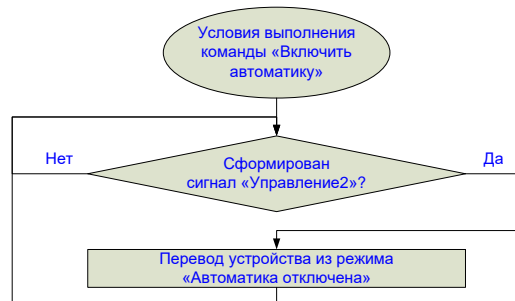 Условия выполнения
команды «Включить
автоматику»
Нет
Сформирован
сигнал «Управление2»?
Да
Перевод устройства из режима
«Автоматика отключена»